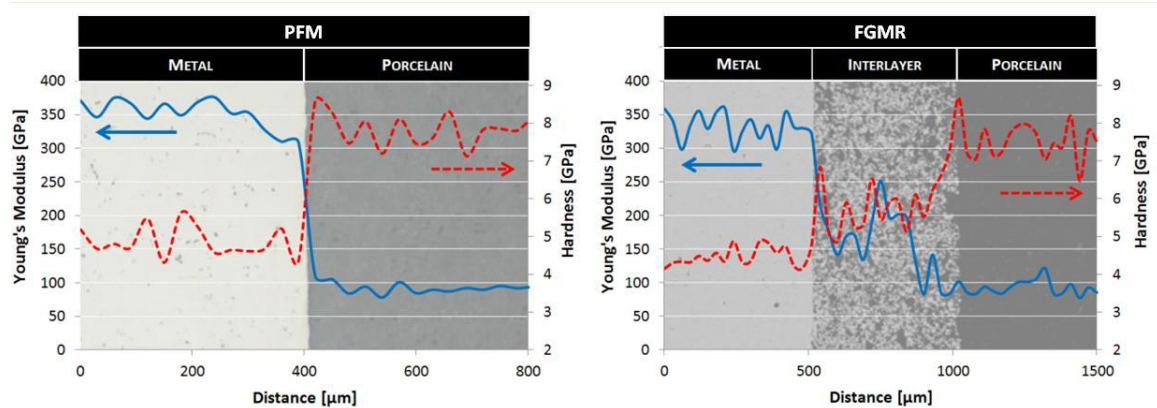 PFM
METAL PORCELAIN
400
350
300
250
200
150
100
50
0
Young's Modulus [GPa]
9
8
7
6
5
4
3
2
Hardness [GPa]
0 200 400 600 800
Distance [µm]
FGMR
METAL INTERLAYER PORCELAIN
400
350
300
250
200
150
100
50
0
Young's Modulus [GPa]
9
8
7
6
5
4
3
2
1
Hardness [GPa]
0 500 1000 1500
Distance [µm]